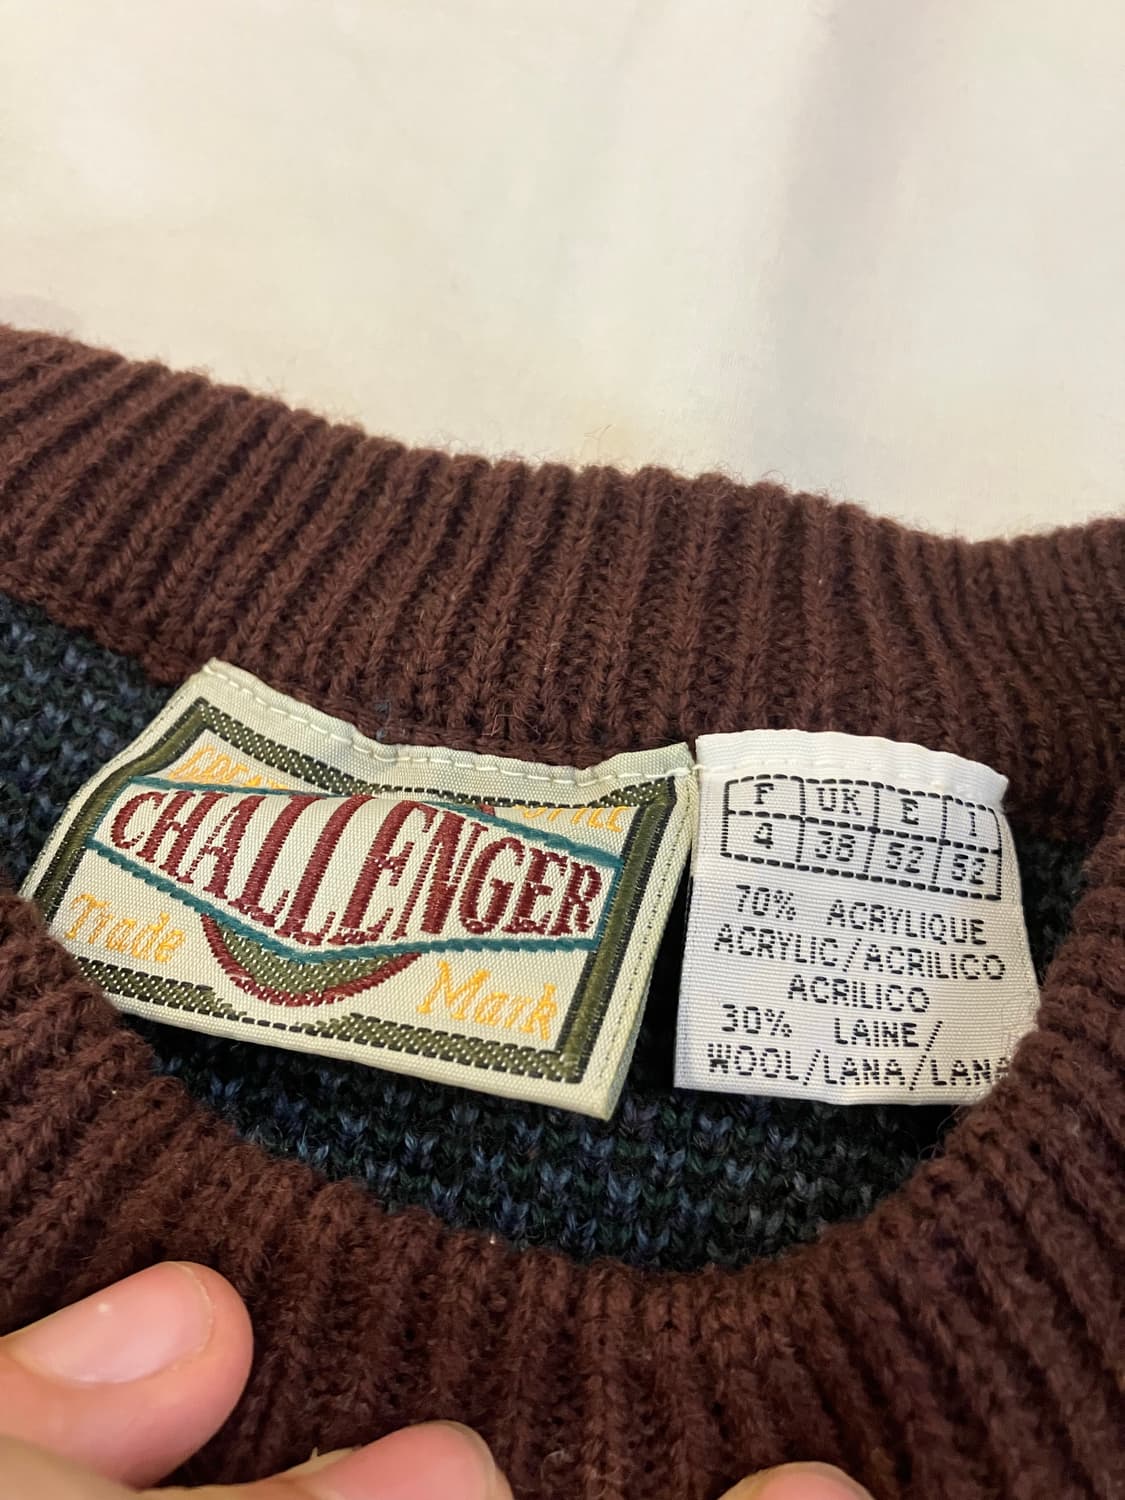 CHALLENGER
Trade Mark
F UK E I
4 38 52 52
70% ACRYLIQUE
ACRYLIC/ACRILICO
ACRILICO
30% LAINE/
WOOL/LANA/LANA